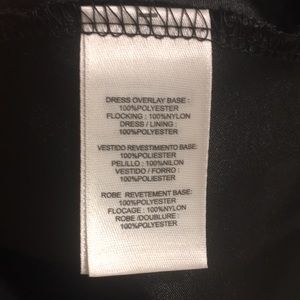 DRESS OVERLAY BASE :
100%POLYESTER
FLOCKING : 100%NYLON
DRESS / LINING :
100%POLYESTER
VESTIDO REVESTIMIENTO BASE:
100%POLIESTER
PELILLO : 100%NILON
VESTIDO / FORRO :
100%POLIESTER
ROBE REVETEMENT BASE:
100%POLYESTER
FLOCAGE : 100%NYLON
ROBE /DOUBLURE :
100%POLYESTER